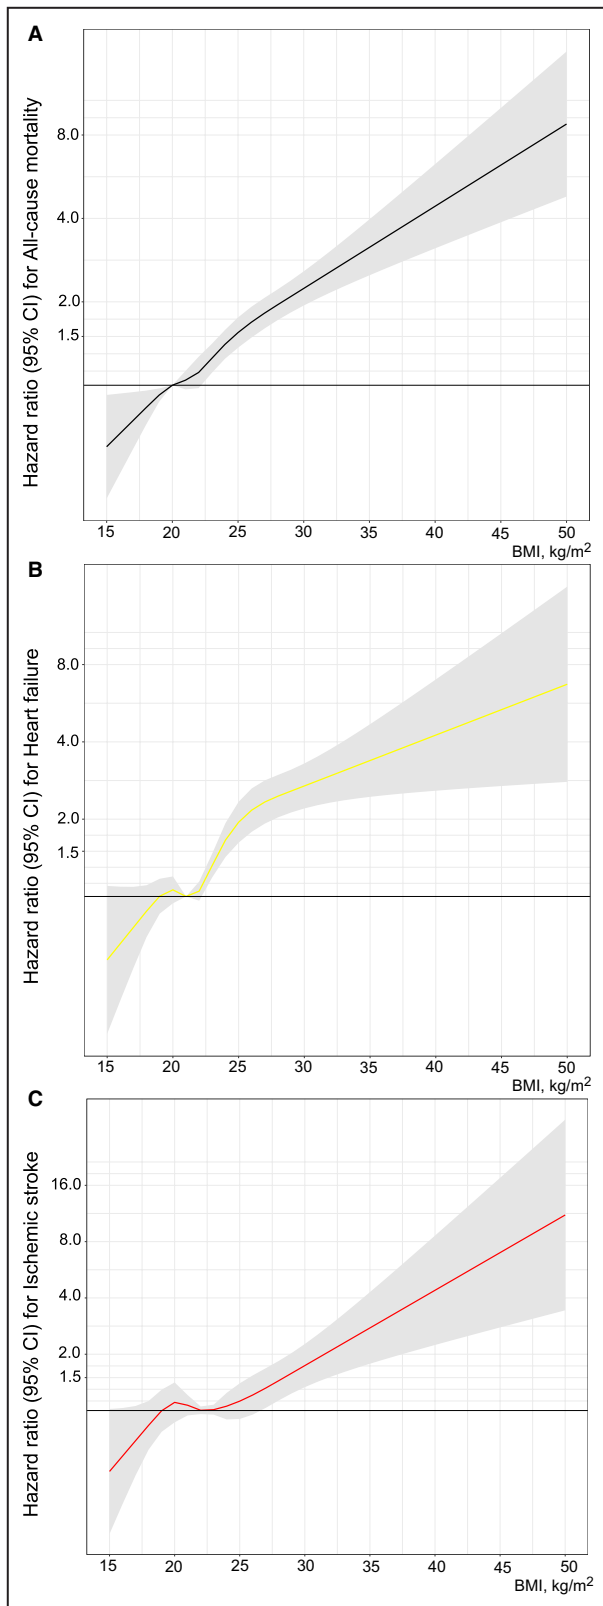 A
Hazard ratio (95% CI) for All-cause mortality
8.0
4.0
2.0
1.5
15 20 25 30 35 40 45 50
BMI, kg/m²
B
Hazard ratio (95% CI) for Heart failure
8.0
4.0
2.0
1.5
15 20 25 30 35 40 45 50
BMI, kg/m²
C
Hazard ratio (95% CI) for Ischemic stroke
16.0
8.0
4.0
2.0
1.5
15 20 25 30 35 40 45 50
BMI, kg/m²